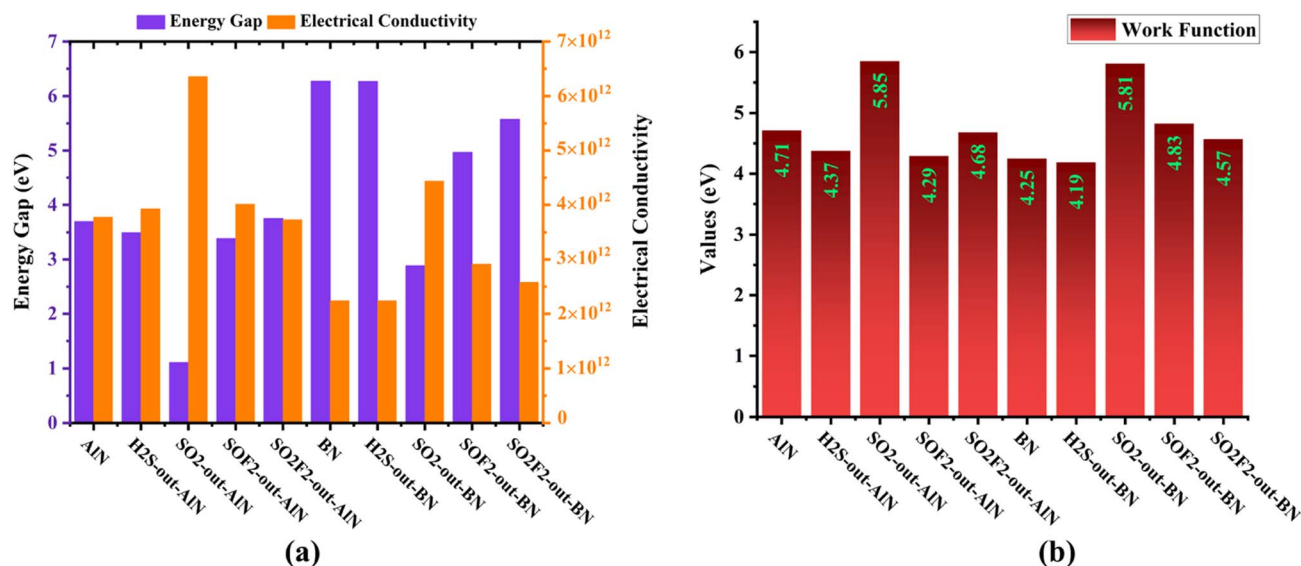 Energy Gap Electrical Conductivity
7
6
5
4
3
2
1
0
Energy Gap (eV)
7×10¹²
6×10¹²
5×10¹²
4×10¹²
3×10¹²
2×10¹²
1×10¹²
0
Electrical Conductivity
AlN
H2S-out-AlN
SO2-out-AlN
SOF2-out-AlN
SO2F2-out-AlN
BN
H2S-out-BN
SO2-out-BN
SOF2-out-BN
SO2F2-out-BN
(a)
Work Function
6
5
4
3
2
1
0
Values (eV)
4.71
4.37
5.85
4.29
4.68
4.25
4.19
5.81
4.83
4.57
AlN
H2S-out-AlN
SO2-out-AlN
SOF2-out-AlN
SO2F2-out-AlN
BN
H2S-out-BN
SO2-out-BN
SOF2-out-BN
SO2F2-out-BN
(b)